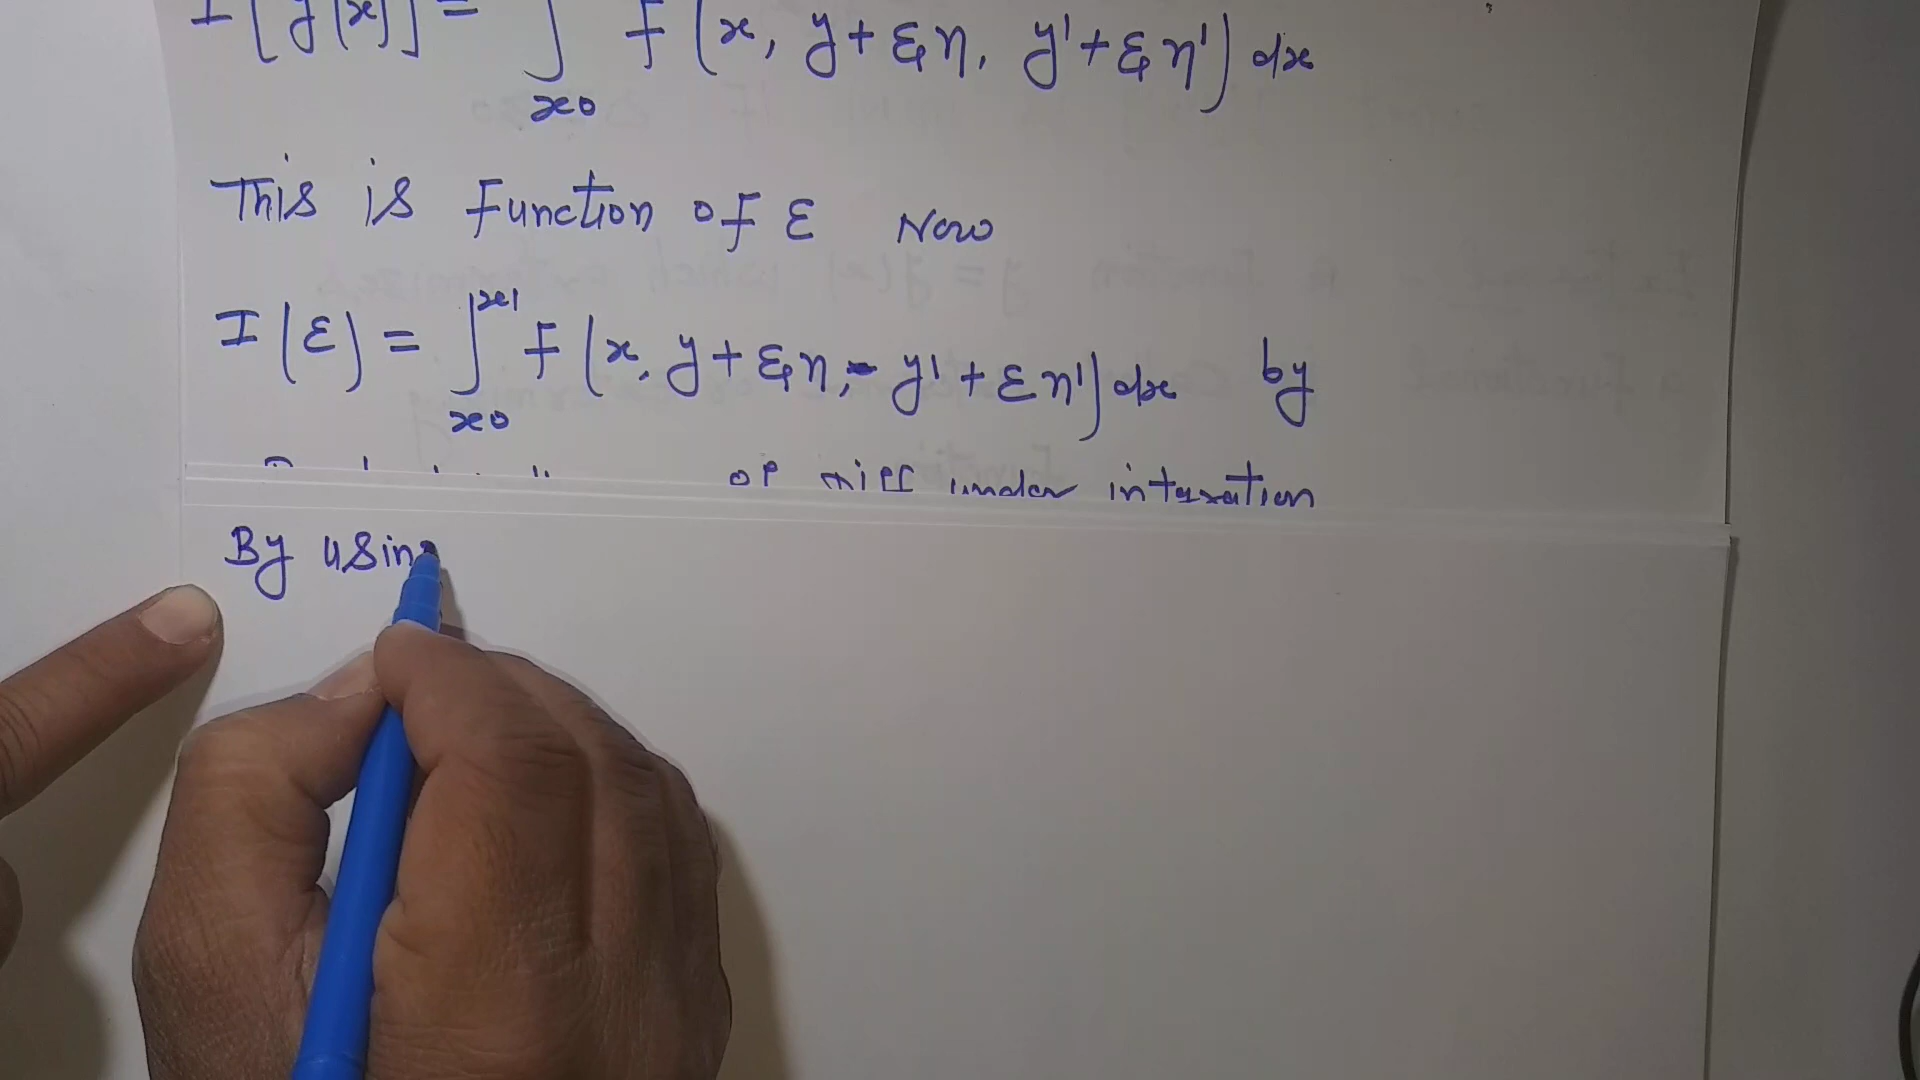 I[y(x)] = ∫x0 F(x, y+εη, y'+εη') dx
This is Function of ε Now
I(ε) = ∫x0 x1 F(x, y+εη, y'+εη') dx by
of diff under integration
By using